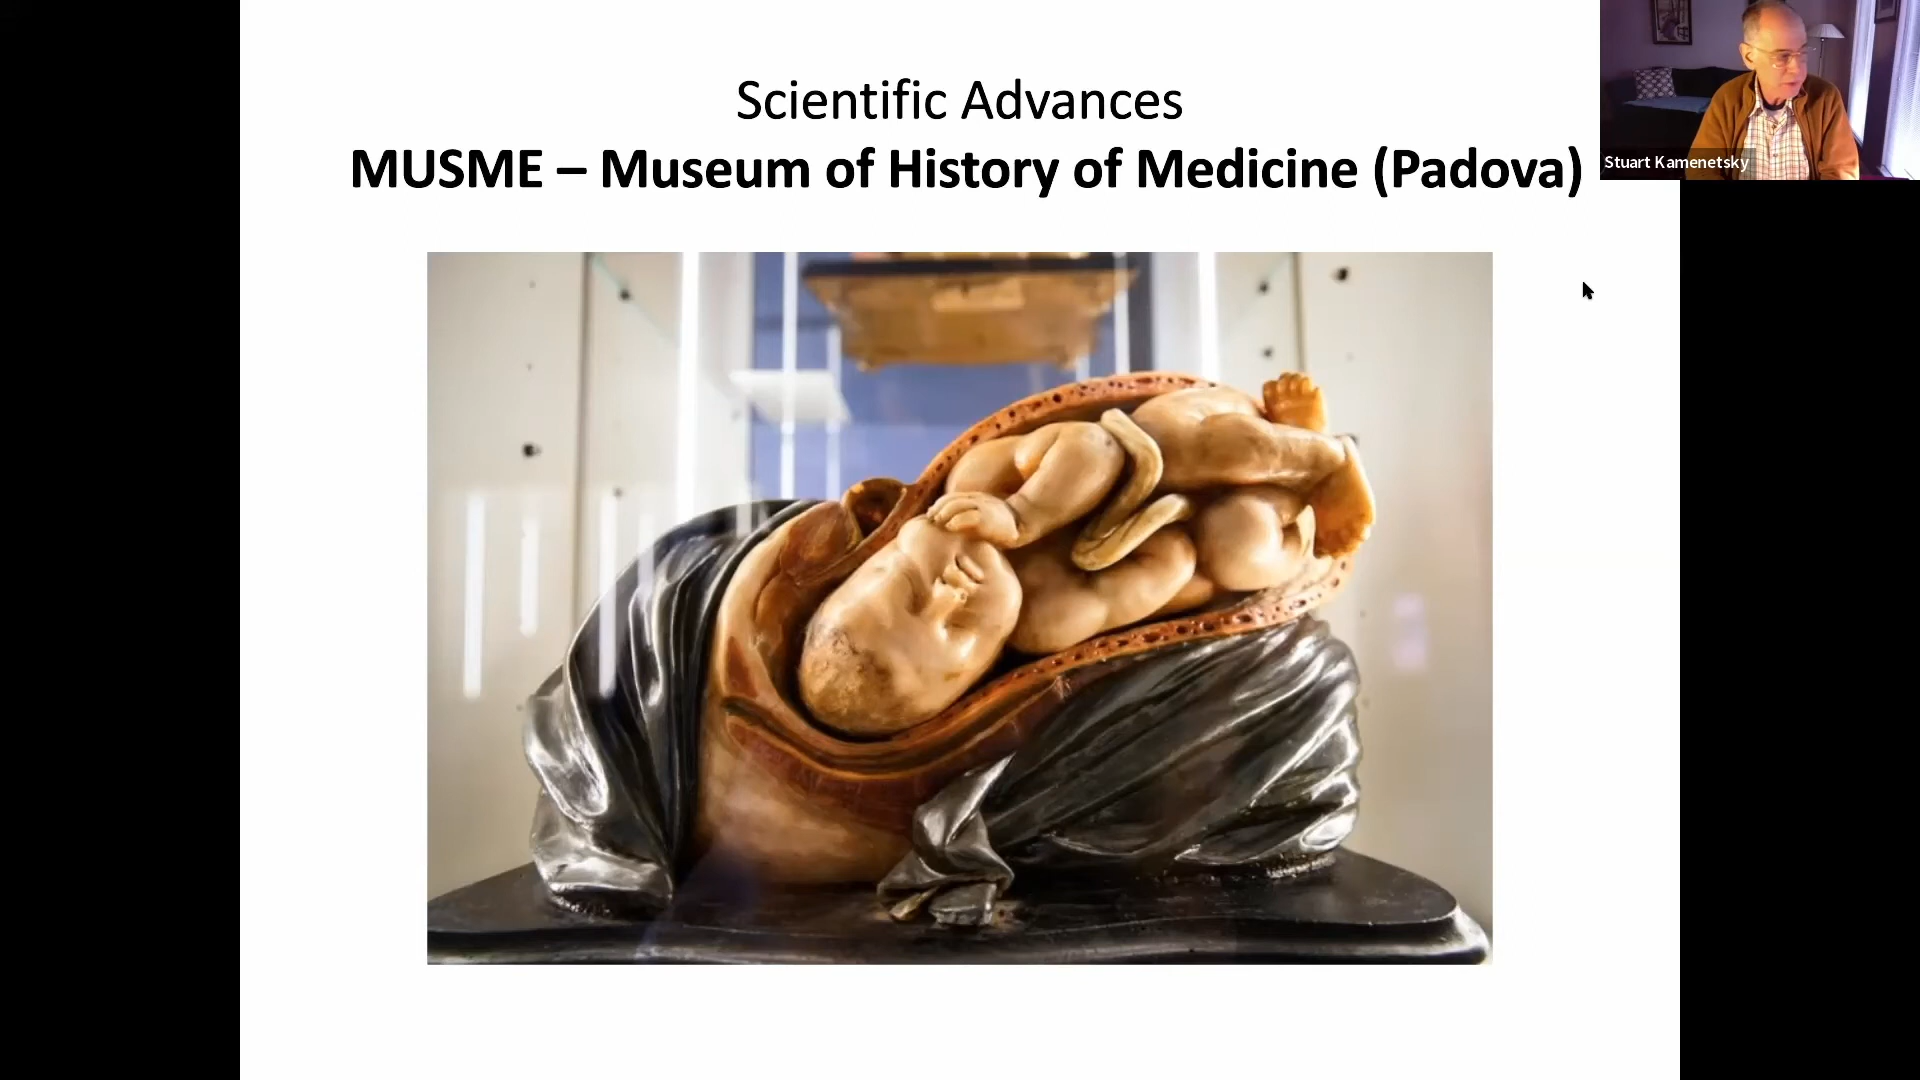 Scientific Advances
MUSME – Museum of History of Medicine (Padova)
Stuart Kamenetsky